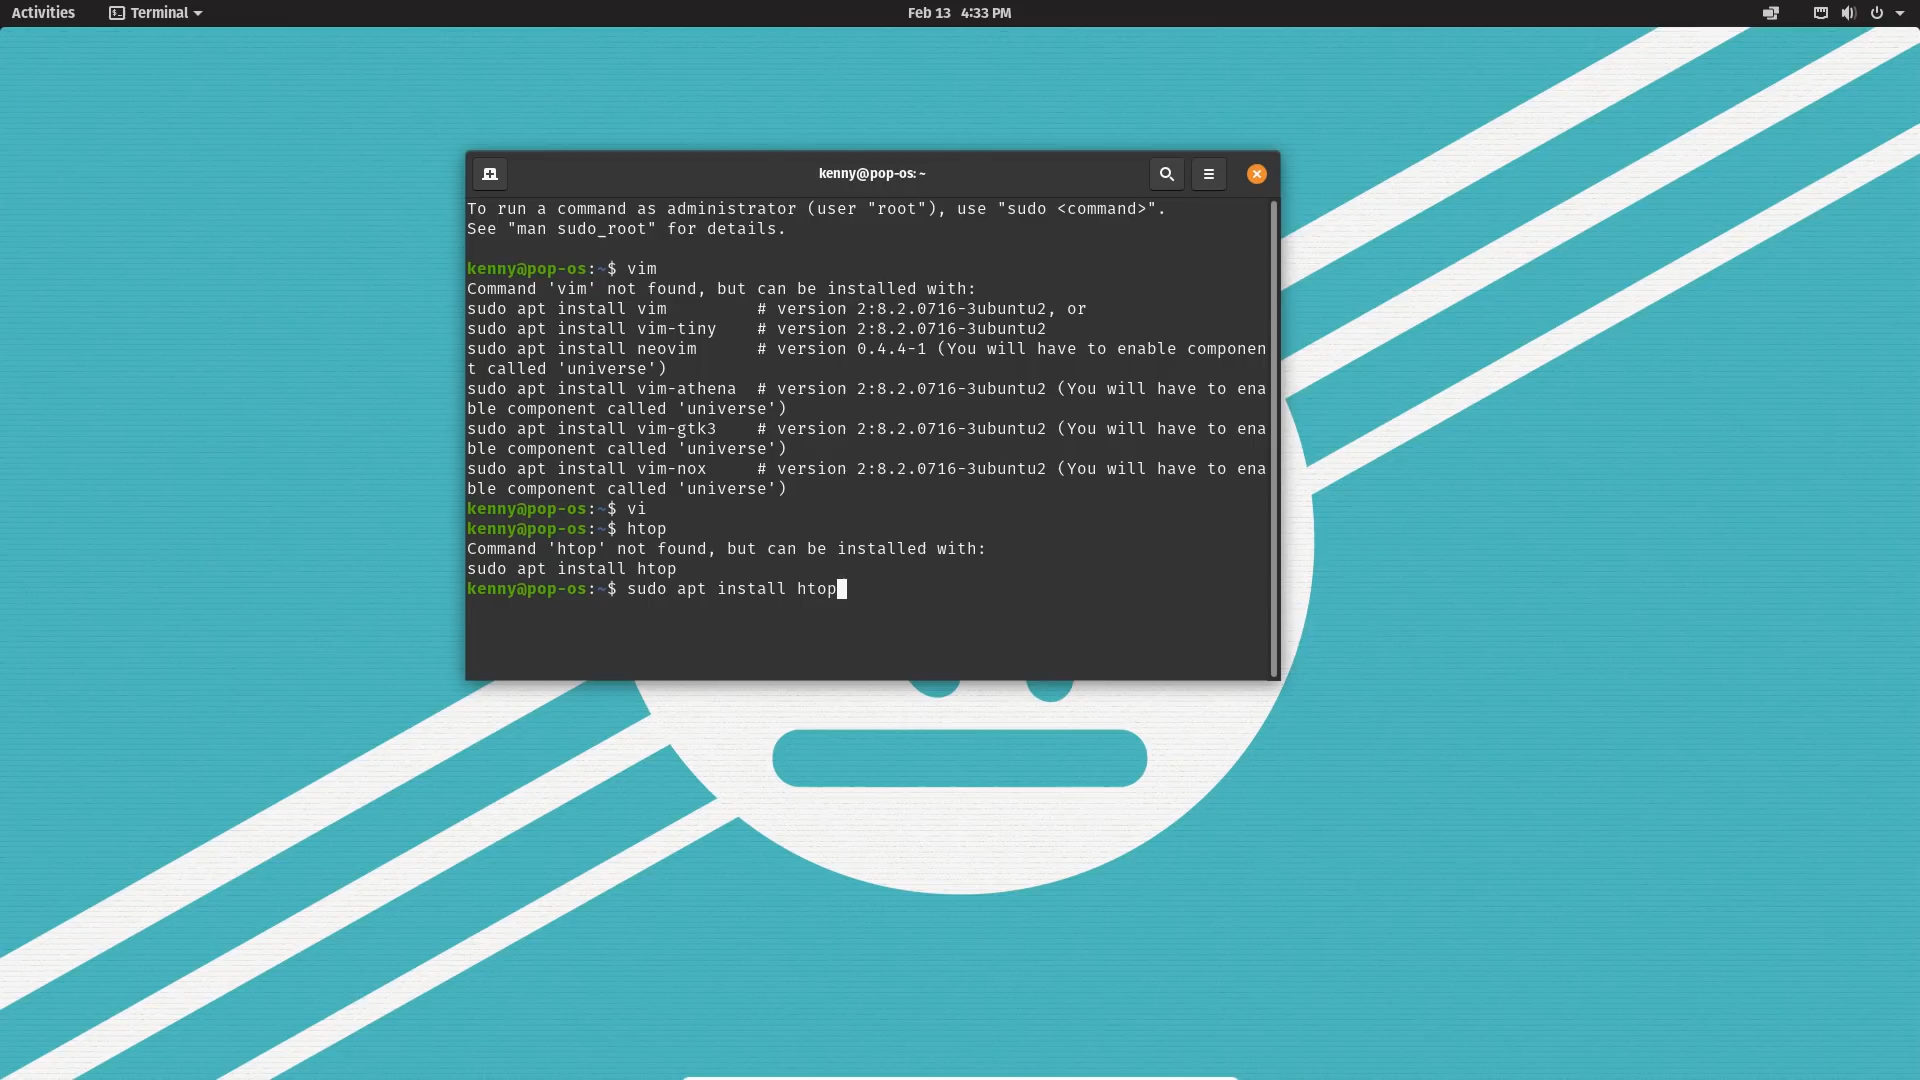 Activities Terminal Feb 13 4:33 PM
kenny@pop-os: ~
To run a command as administrator (user "root"), use "sudo <command>".
See "man sudo_root" for details.
kenny@pop-os:~$ vim
Command 'vim' not found, but can be installed with:
sudo apt install vim         # version 2:8.2.0716-3ubuntu2, or
sudo apt install vim-tiny    # version 2:8.2.0716-3ubuntu2
sudo apt install neovim      # version 0.4.4-1 (You will have to enable componen
t called 'universe')
sudo apt install vim-athena  # version 2:8.2.0716-3ubuntu2 (You will have to ena
ble component called 'universe')
sudo apt install vim-gtk3    # version 2:8.2.0716-3ubuntu2 (You will have to ena
ble component called 'universe')
sudo apt install vim-nox     # version 2:8.2.0716-3ubuntu2 (You will have to ena
ble component called 'universe')
kenny@pop-os:~$ vi
kenny@pop-os:~$ htop
Command 'htop' not found, but can be installed with:
sudo apt install htop
kenny@pop-os:~$ sudo apt install htop